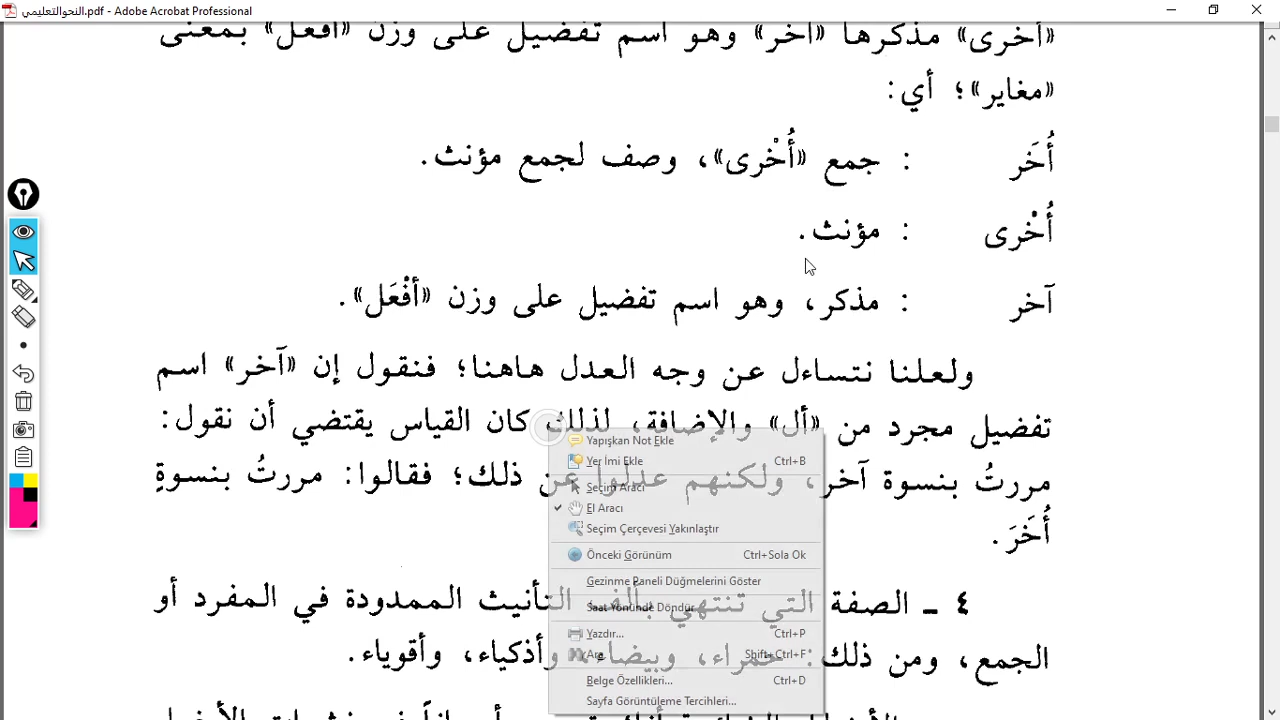 النحوالتعليمي.pdf - Adobe Acrobat Professional
«أخرى» مذكرها «آخر» وهو اسم تفضيل على وزن «أفعل» بمعنى
«مغاير»؛ أي:
أُخَر : جمع «أُخْرى»، وصف لجمع مؤنث.
أُخْرى : مؤنث.
آخر : مذكر، وهو اسم تفضيل على وزن «أفْعَل».
ولعلنا نتساءل عن وجه العدل هاهنا؛ فنقول إن «آخر» اسم
تفضيل مجرد من «أل» والإضافة، لذلك كان القياس يقتضي أن نقول:
مررتُ بنسوة آخر، ولكنهم عدلوا عن ذلك؛ فقالوا: مررتُ بنسوةٍ
أُخَرَ.
٤ ـ الصفة التي تنتهي بألف التأنيث الممدودة في المفرد أو
الجمع، ومن ذلك: حمراء، وبيضاء، وأذكياء، وأقوياء.
Yapışkan Not Ekle
Yer İmi Ekle Ctrl+B
Seçim Aracı
El Aracı
Seçim Çerçevesi Yakınlaştır
Önceki Görünüm Ctrl+Sola Ok
Gezinme Paneli Düğmelerini Göster
Saat Yönünde Döndür
Yazdır... Ctrl+P
Ara Shift+Ctrl+F
Belge Özellikleri... Ctrl+D
Sayfa Görüntüleme Tercihleri...